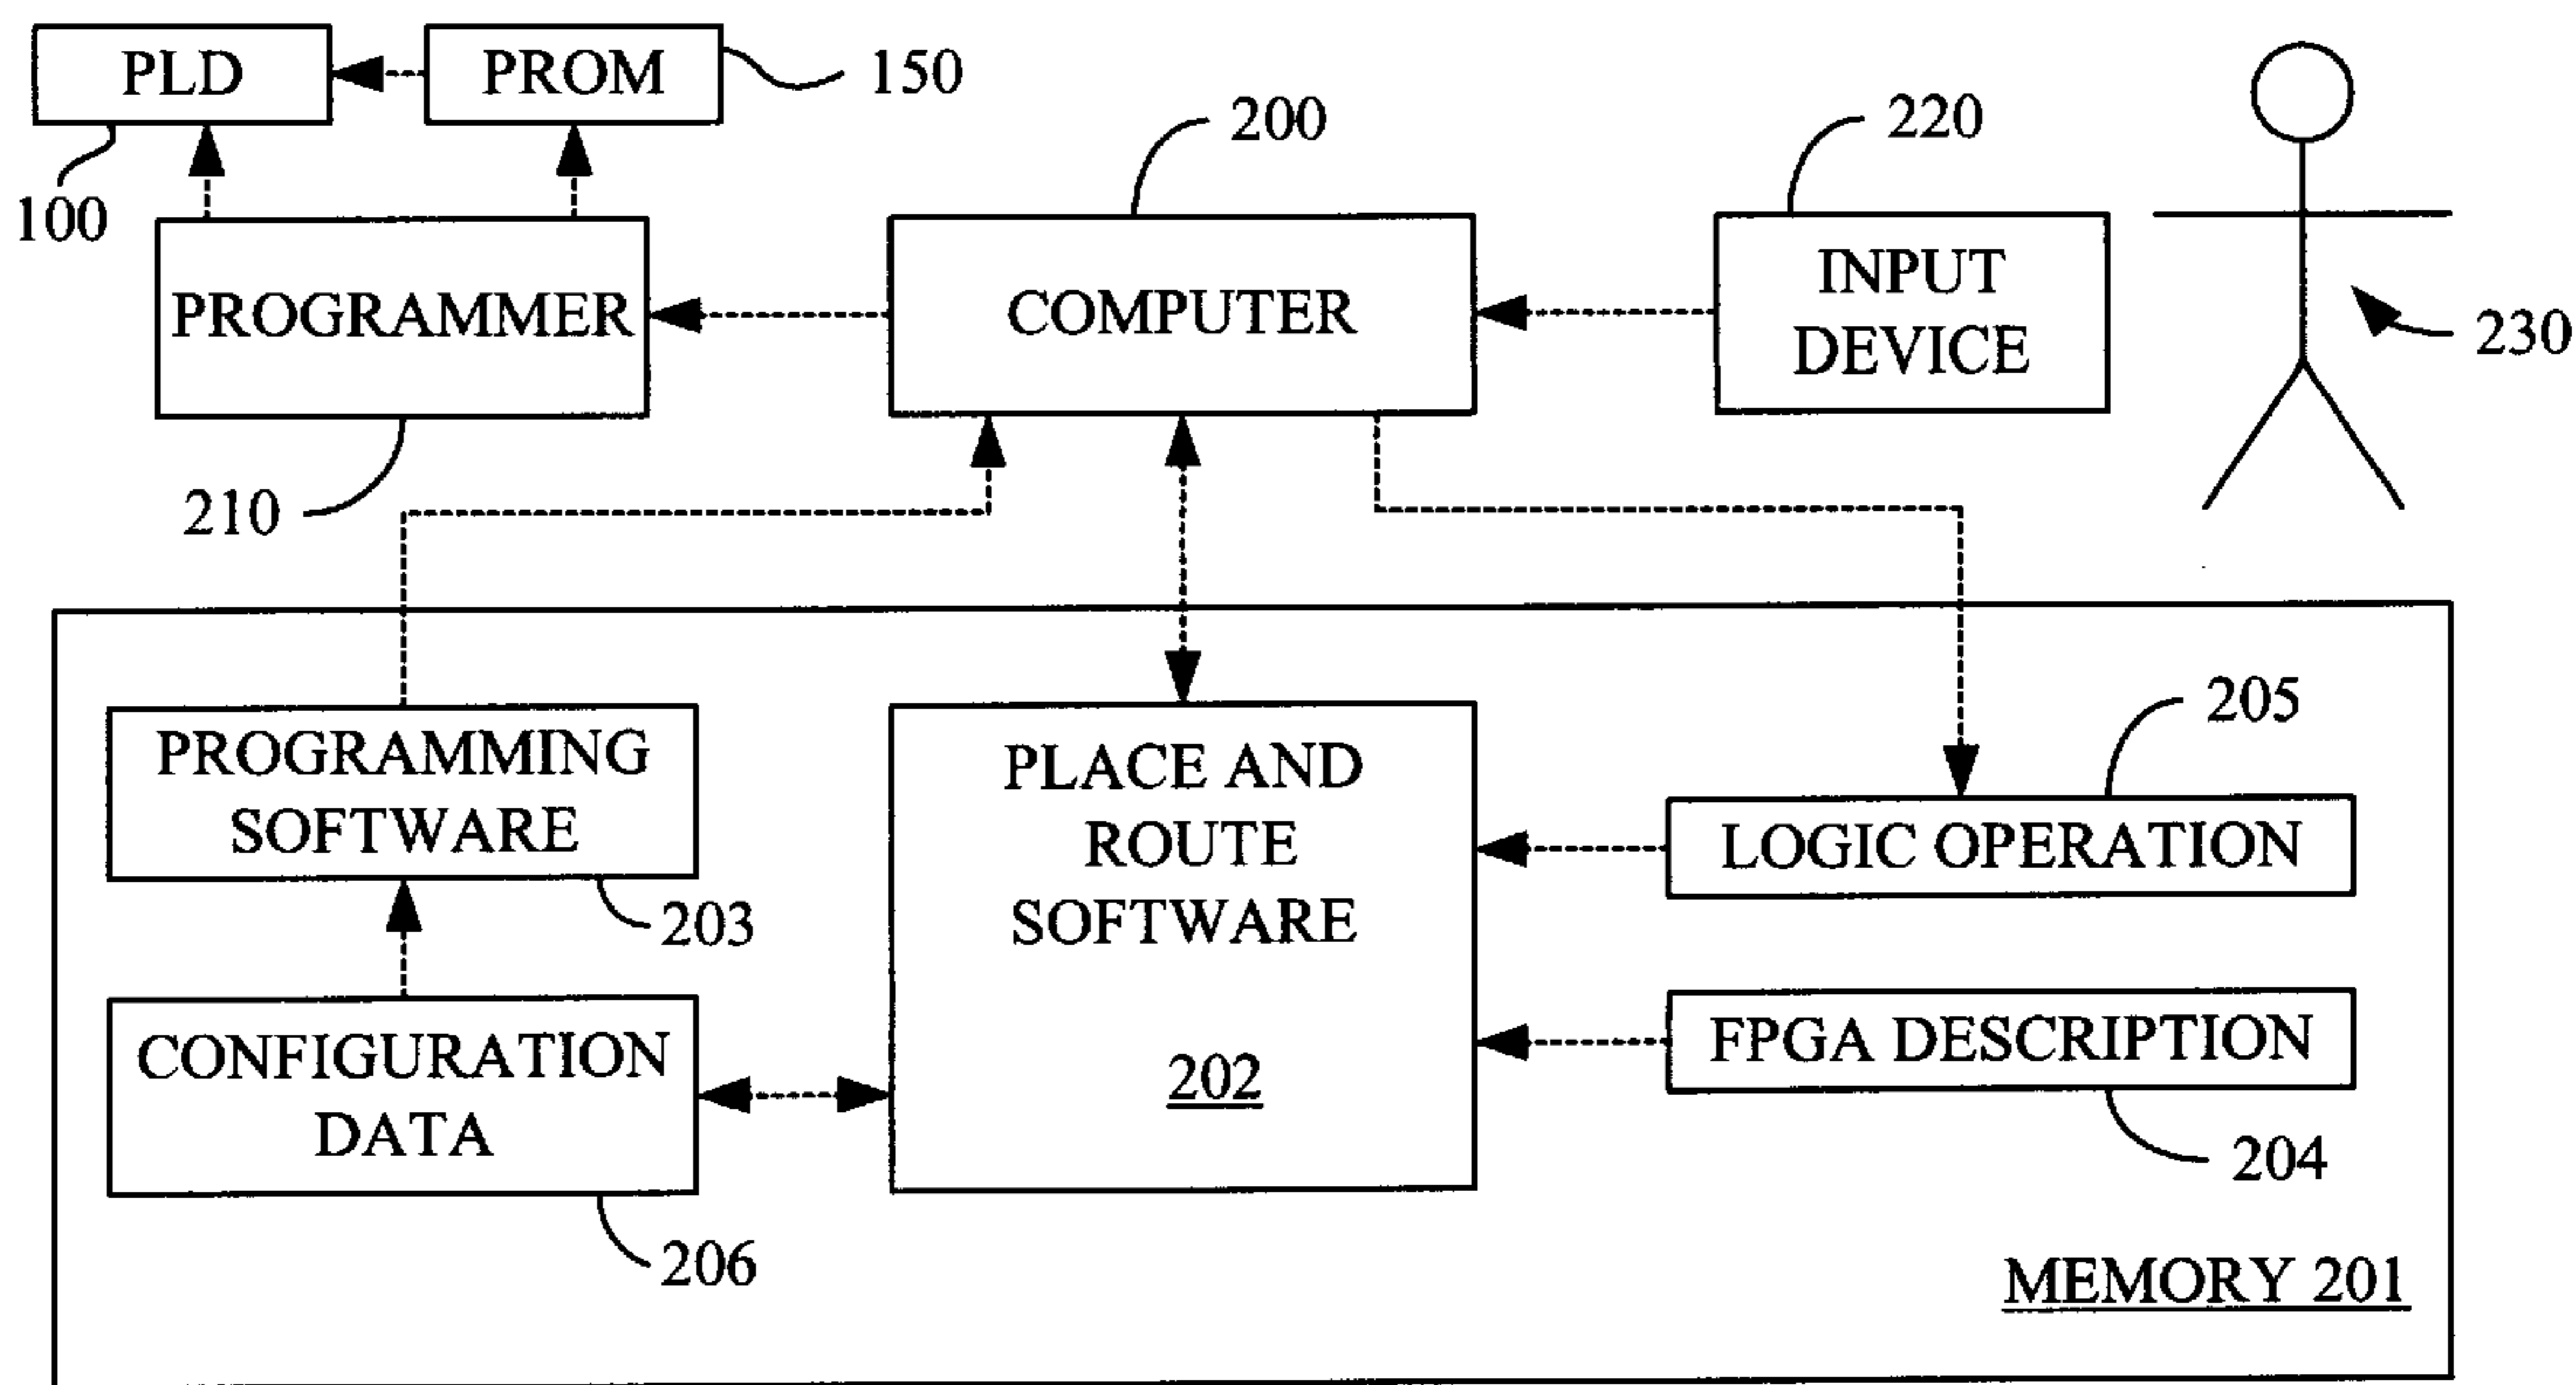 PLD
PROM
150
200
220
100
PROGRAMMER
COMPUTER
INPUT
DEVICE
230
210
PROGRAMMING
SOFTWARE
203
PLACE AND
ROUTE
SOFTWARE
202
205
LOGIC OPERATION
FPGA DESCRIPTION
204
CONFIGURATION
DATA
206
MEMORY 201